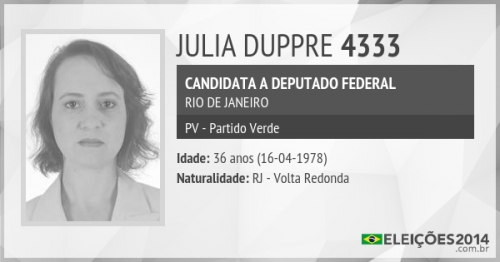 JULIA DUPPRE 4333
CANDIDATA A DEPUTADO FEDERAL
RIO DE JANEIRO
PV - Partido Verde
Idade: 36 anos (16-04-1978)
Naturalidade: RJ - Volta Redonda
ELEIÇÕES2014
.com.br